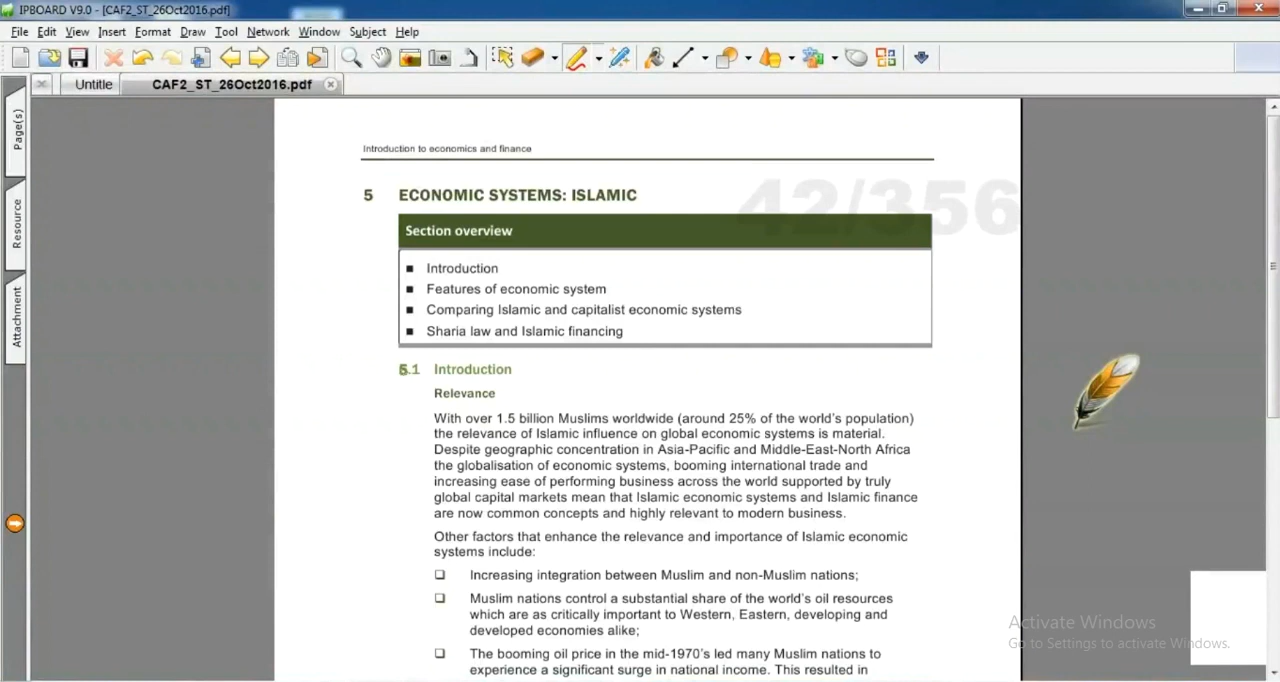 IPBOARD V9.0 - [CAF2_ST_26Oct2016.pdf]
File Edit View Insert Format Draw Tool Network Window Subject Help
Untitle CAF2_ST_26Oct2016.pdf
Page(s)
Resource
Attachment
Introduction to economics and finance
42/356
5 ECONOMIC SYSTEMS: ISLAMIC
Section overview
■ Introduction
■ Features of economic system
■ Comparing Islamic and capitalist economic systems
■ Sharia law and Islamic financing
5.1 Introduction
Relevance
With over 1.5 billion Muslims worldwide (around 25% of the world's population)
the relevance of Islamic influence on global economic systems is material.
Despite geographic concentration in Asia-Pacific and Middle-East-North Africa
the globalisation of economic systems, booming international trade and
increasing ease of performing business across the world supported by truly
global capital markets mean that Islamic economic systems and Islamic finance
are now common concepts and highly relevant to modern business.
Other factors that enhance the relevance and importance of Islamic economic
systems include:
❑ Increasing integration between Muslim and non-Muslim nations;
❑ Muslim nations control a substantial share of the world's oil resources
which are as critically important to Western, Eastern, developing and
developed economies alike;
❑ The booming oil price in the mid-1970's led many Muslim nations to
experience a significant surge in national income. This resulted in
Activate Windows
Go to Settings to activate Windows.